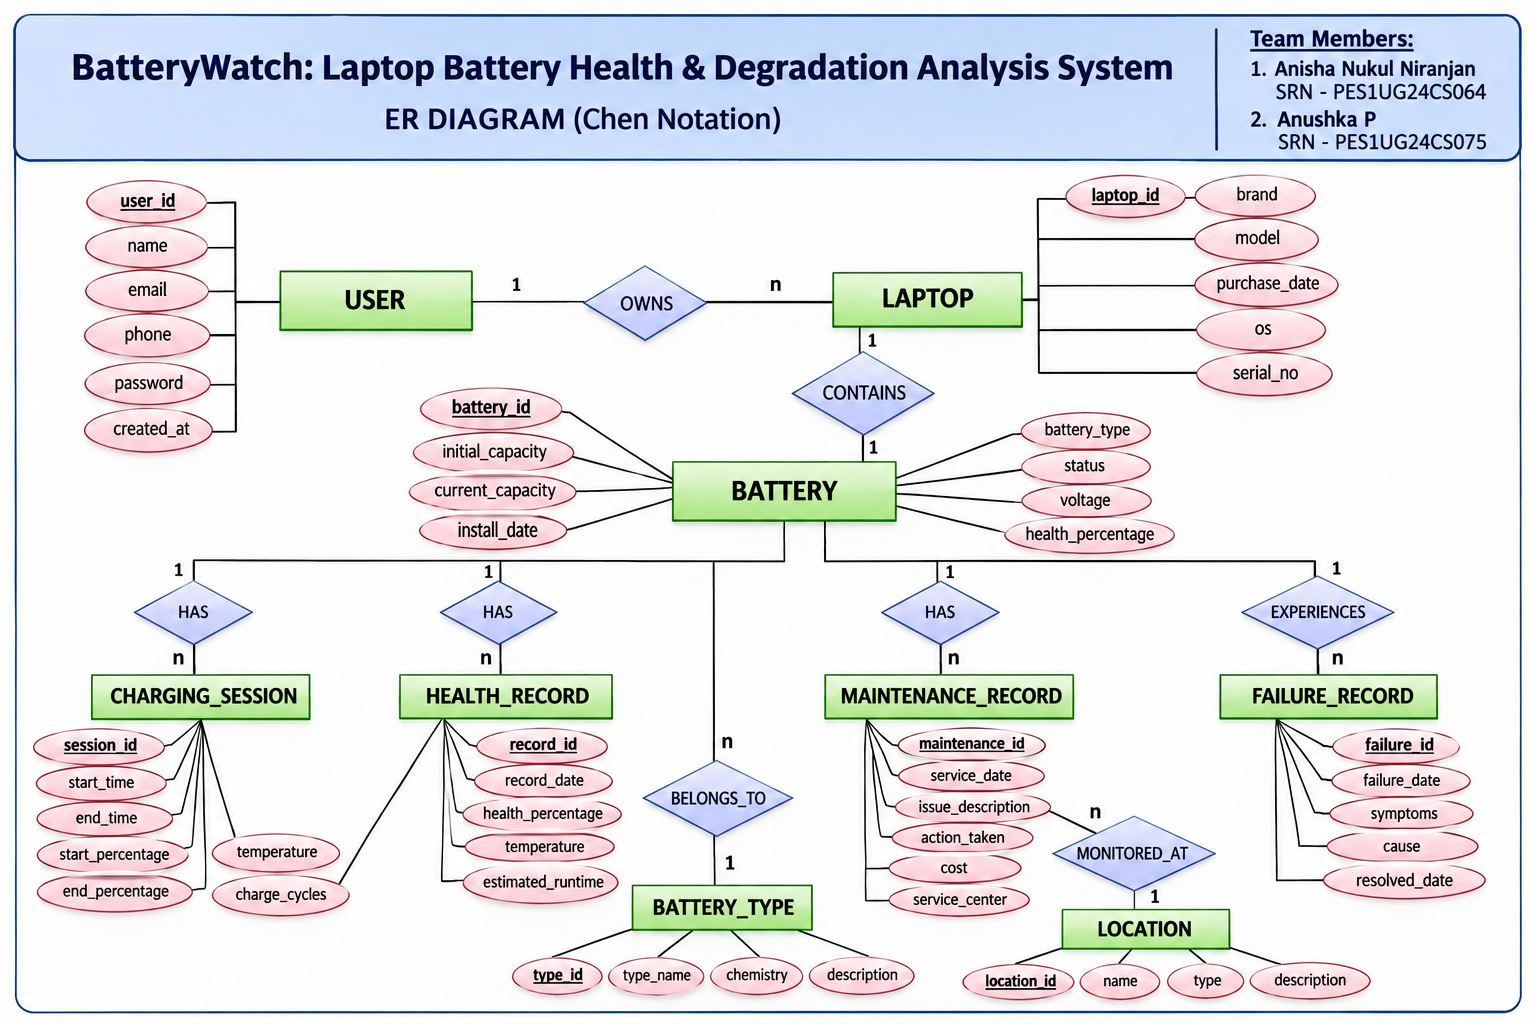 BatteryWatch: Laptop Battery Health & Degradation Analysis System
ER DIAGRAM (Chen Notation)
Team Members:
1. Anisha Nukul Niranjan
SRN - PES1UG24CS064
2. Anushka P
SRN - PES1UG24CS075
user_id
name
email
phone
password
created_at
USER
1
OWNS
n
LAPTOP
laptop_id
brand
model
purchase_date
os
serial_no
1
CONTAINS
1
battery_id
initial_capacity
current_capacity
install_date
BATTERY
battery_type
status
voltage
health_percentage
1
HAS
n
1
HAS
n
1
HAS
n
1
EXPERIENCES
n
CHARGING_SESSION
session_id
start_time
end_time
start_percentage
end_percentage
temperature
charge_cycles
HEALTH_RECORD
record_id
record_date
health_percentage
temperature
estimated_runtime
n
BELONGS_TO
1
BATTERY_TYPE
type_id
type_name
chemistry
description
MAINTENANCE_RECORD
maintenance_id
service_date
issue_description
action_taken
cost
service_center
n
MONITORED_AT
1
LOCATION
location_id
name
type
description
FAILURE_RECORD
failure_id
failure_date
symptoms
cause
resolved_date